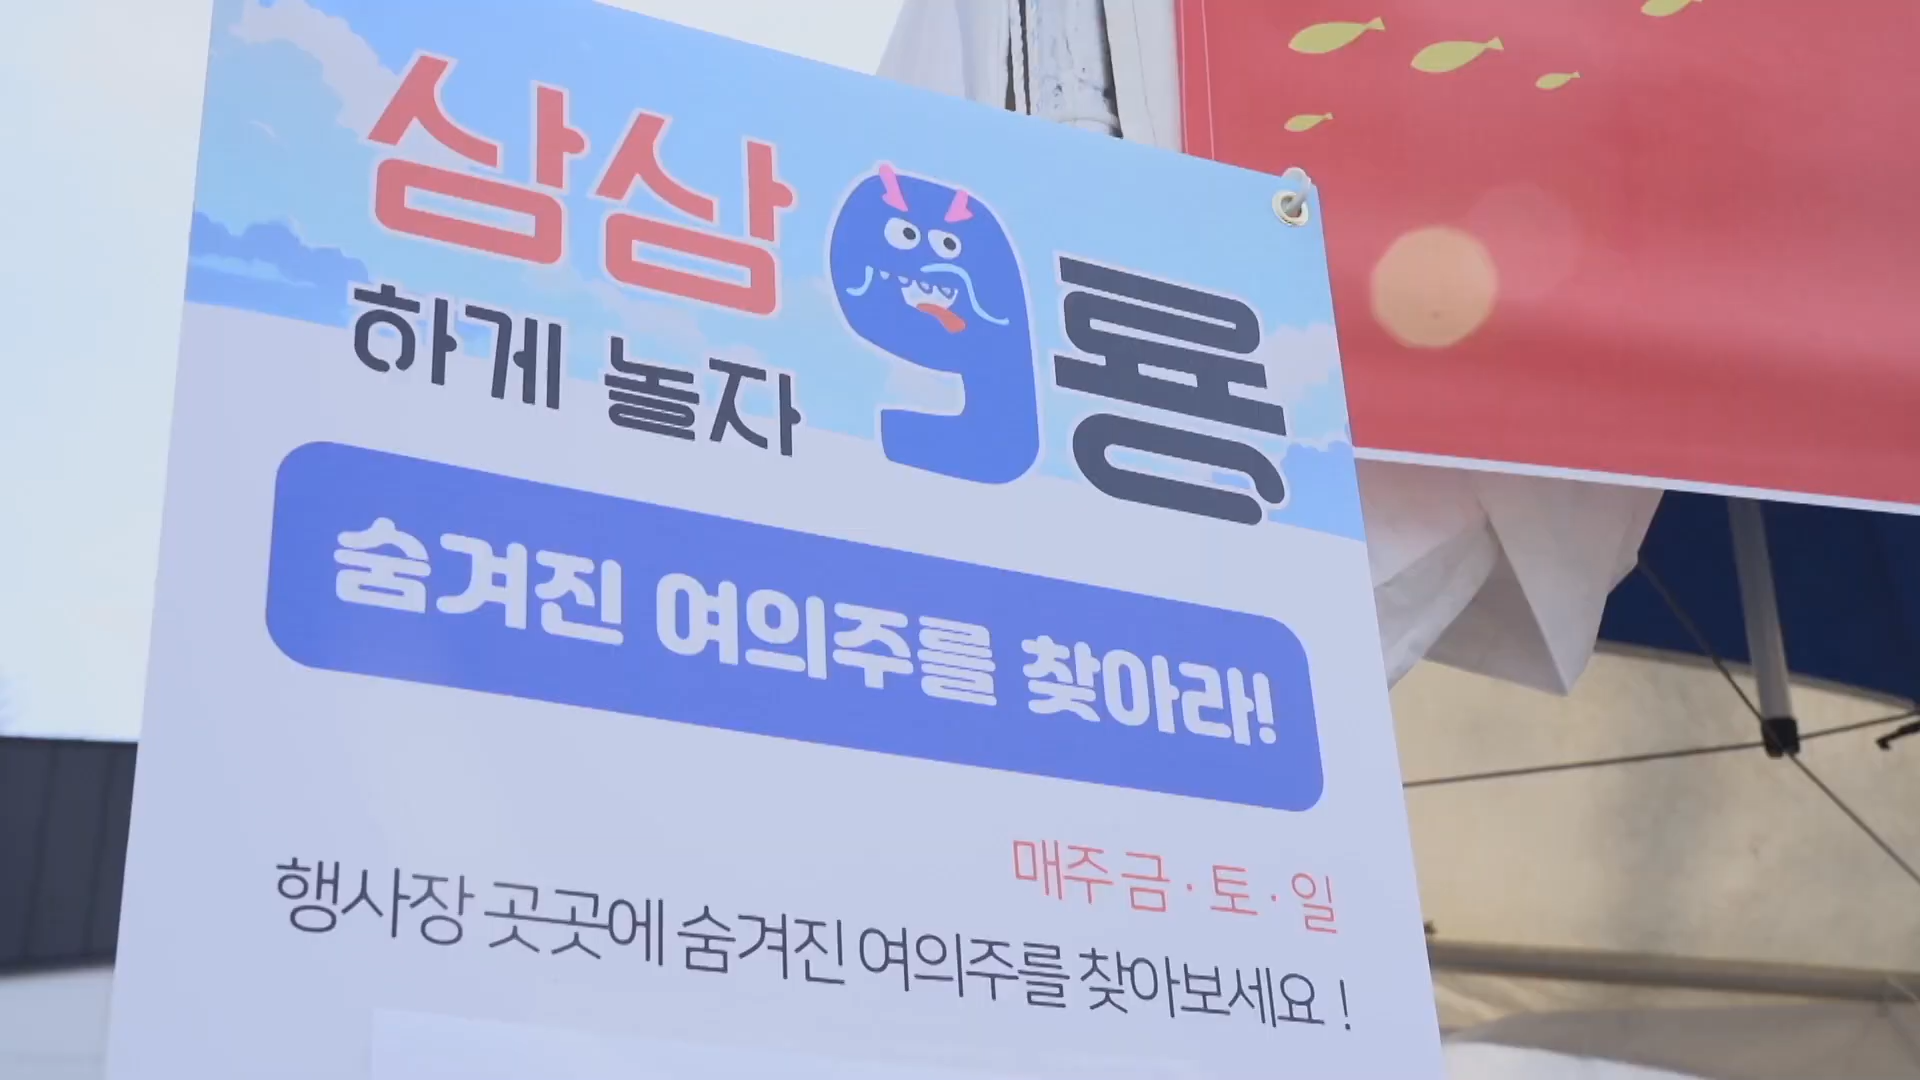 삼삼
하게 놀자 9룡
숨겨진 여의주를 찾아라!
매주 금·토·일
행사장 곳곳에 숨겨진 여의주를 찾아보세요!